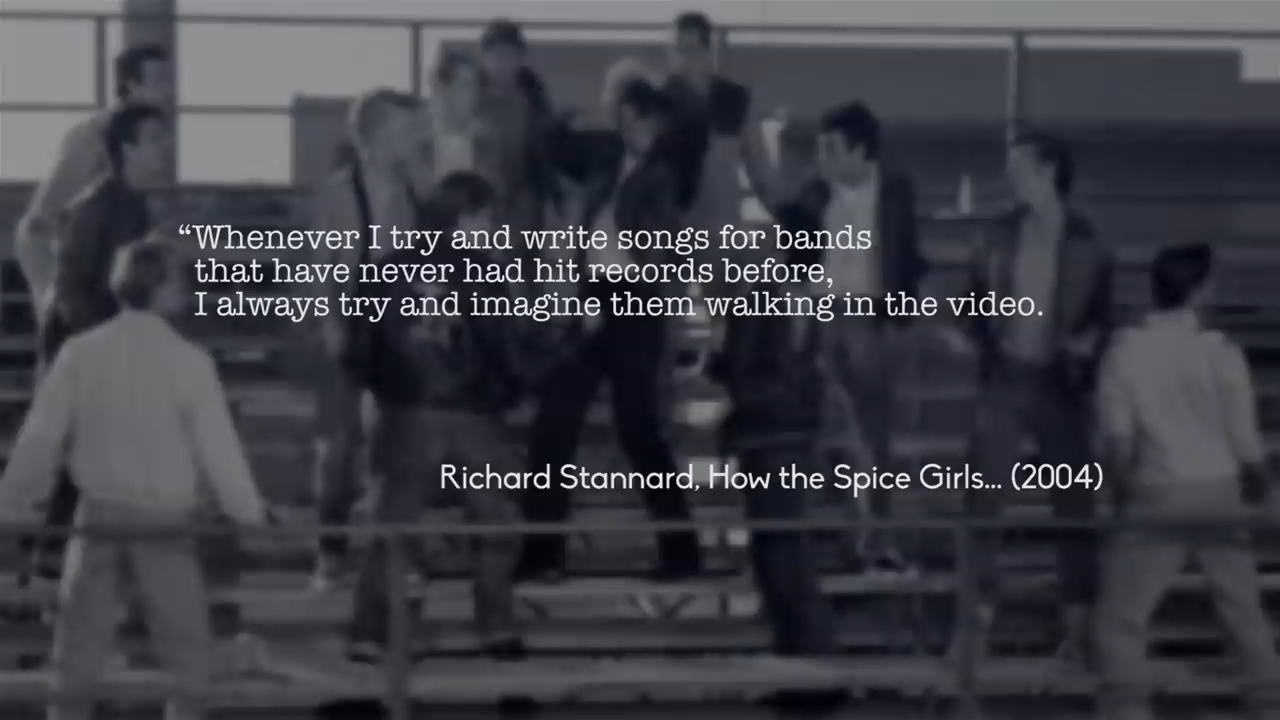 “Whenever I try and write songs for bands
that have never had hit records before,
I always try and imagine them walking in the video.
Richard Stannard, How the Spice Girls... (2004)